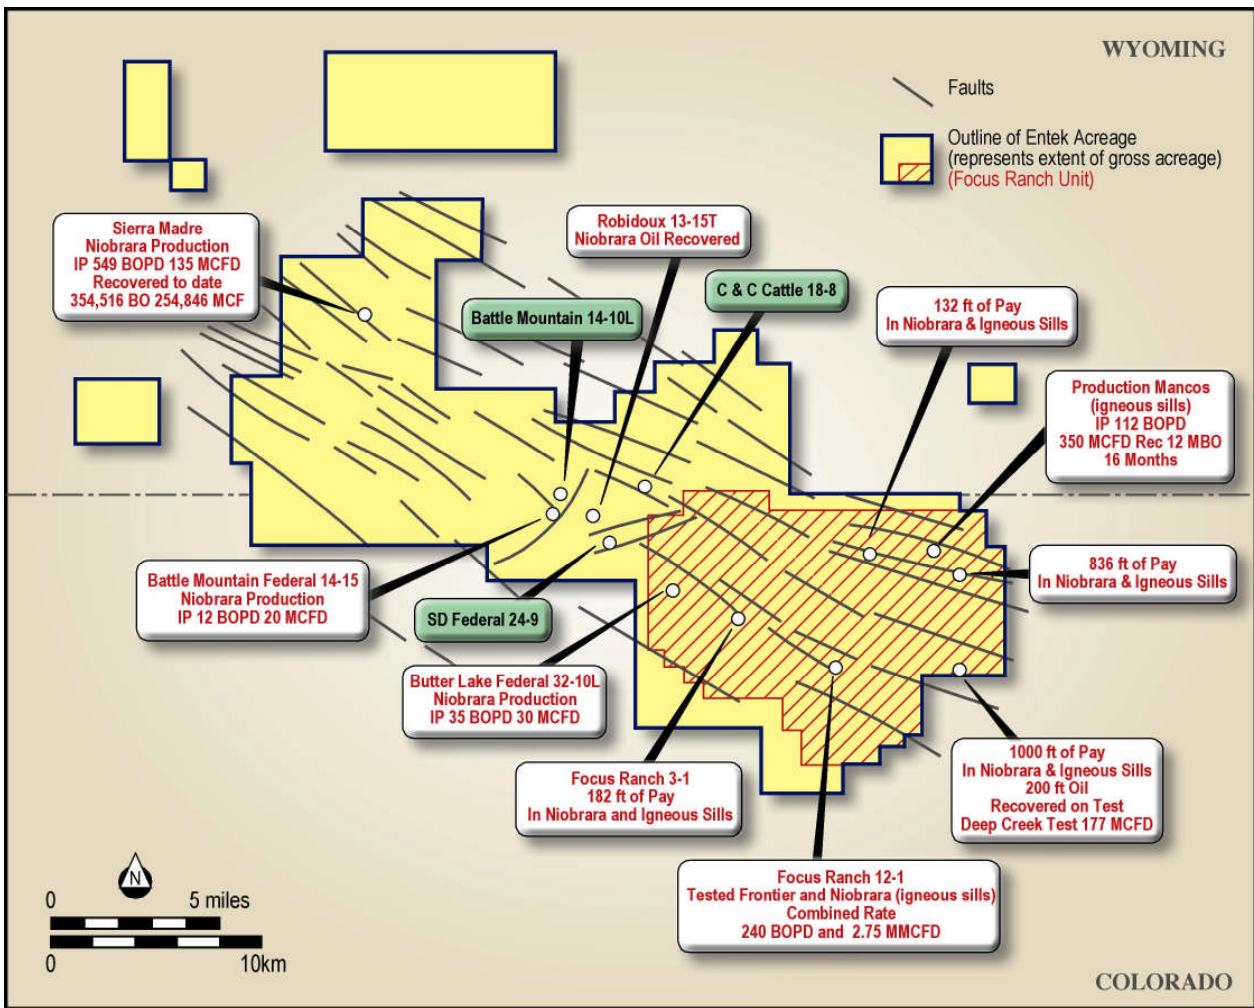 WYOMING
Faults
Outline of Entek Acreage
(represents extent of gross acreage)
(Focus Ranch Unit)
Sierra Madre
Niobrara Production
IP 549 BOPD 135 MCFD
Recovered to date
354,516 BO 254,846 MCF
Robidoux 13-15T
Niobrara Oil Recovered
Battle Mountain 14-10L
C & C Cattle 18-8
132 ft of Pay
In Niobrara & Igneous Sills
Production Mancos
(igneous sills)
IP 112 BOPD
350 MCFD Rec 12 MBO
16 Months
836 ft of Pay
In Niobrara & Igneous Sills
Battle Mountain Federal 14-15
Niobrara Production
IP 12 BOPD 20 MCFD
SD Federal 24-9
Butter Lake Federal 32-10L
Niobrara Production
IP 35 BOPD 30 MCFD
Focus Ranch 3-1
182 ft of Pay
In Niobrara and Igneous Sills
1000 ft of Pay
In Niobrara & Igneous Sills
200 ft Oil
Recovered on Test
Deep Creek Test 177 MCFD
Focus Ranch 12-1
Tested Frontier and Niobrara (igneous sills)
Combined Rate
240 BOPD and 2.75 MMCFD
N
0 5 miles
0 10km
COLORADO